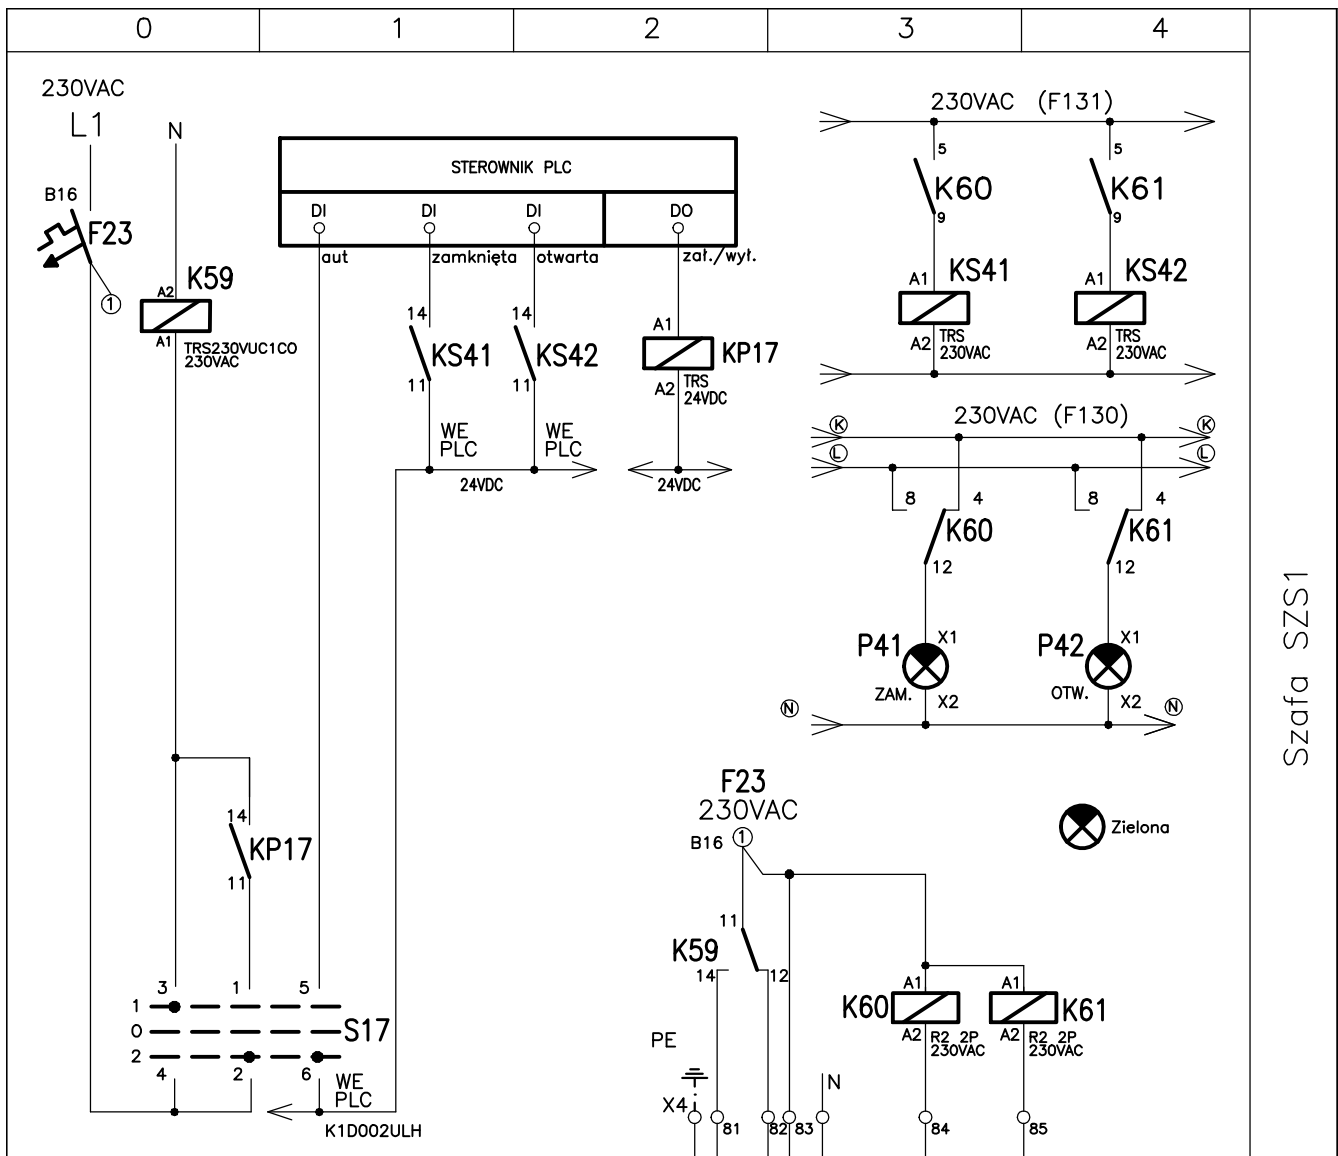 0 1 2 3 4
230VAC
L1
N
B16
F23
1
K59
A2
A1
TRS230VUC1CO
230VAC
STEROWNIK PLC
DI DI DI DO
aut zamknięta otwarta zał./wył.
14
KS41
11
14
KS42
11
A1
KP17
A2
TRS
24VDC
WE
PLC
WE
PLC
24VDC
24VDC
230VAC (F131)
5
K60
9
5
K61
9
A1
KS41
A2
TRS
230VAC
A1
KS42
A2
TRS
230VAC
230VAC (F130)
K K
L L
8 4
K60
12
8 4
K61
12
P41
X1
ZAM.
X2
P42
X1
OTW.
X2
N N
Zielona
Szafa SZS1
14
KP17
11
3 1 5
1
0
2
S17
4 2 6
WE
PLC
K1D002ULH
F23
230VAC
B16
1
11
K59
14 12
A1
K60
A2
R2 2P
230VAC
A1
K61
A2
R2 2P
230VAC
PE
N
X4
81 82 83 84 85